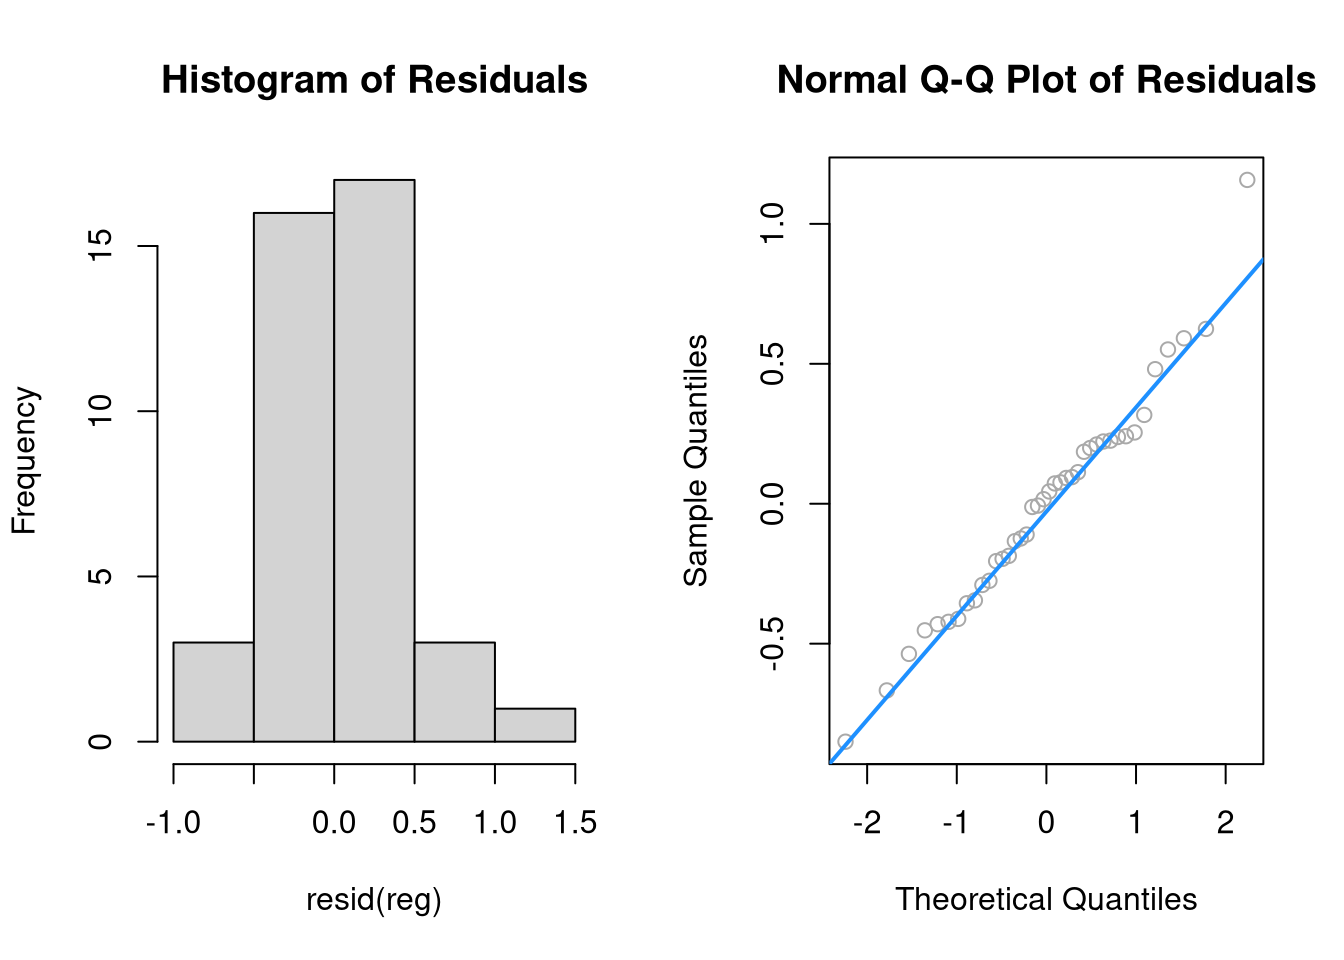 Histogram of Residuals
Frequency
15
10
5
0
-1.0 0.0 0.5 1.0 1.5
resid(reg)
Normal Q-Q Plot of Residuals
Sample Quantiles
1.0
0.5
0.0
-0.5
-2 -1 0 1 2
Theoretical Quantiles